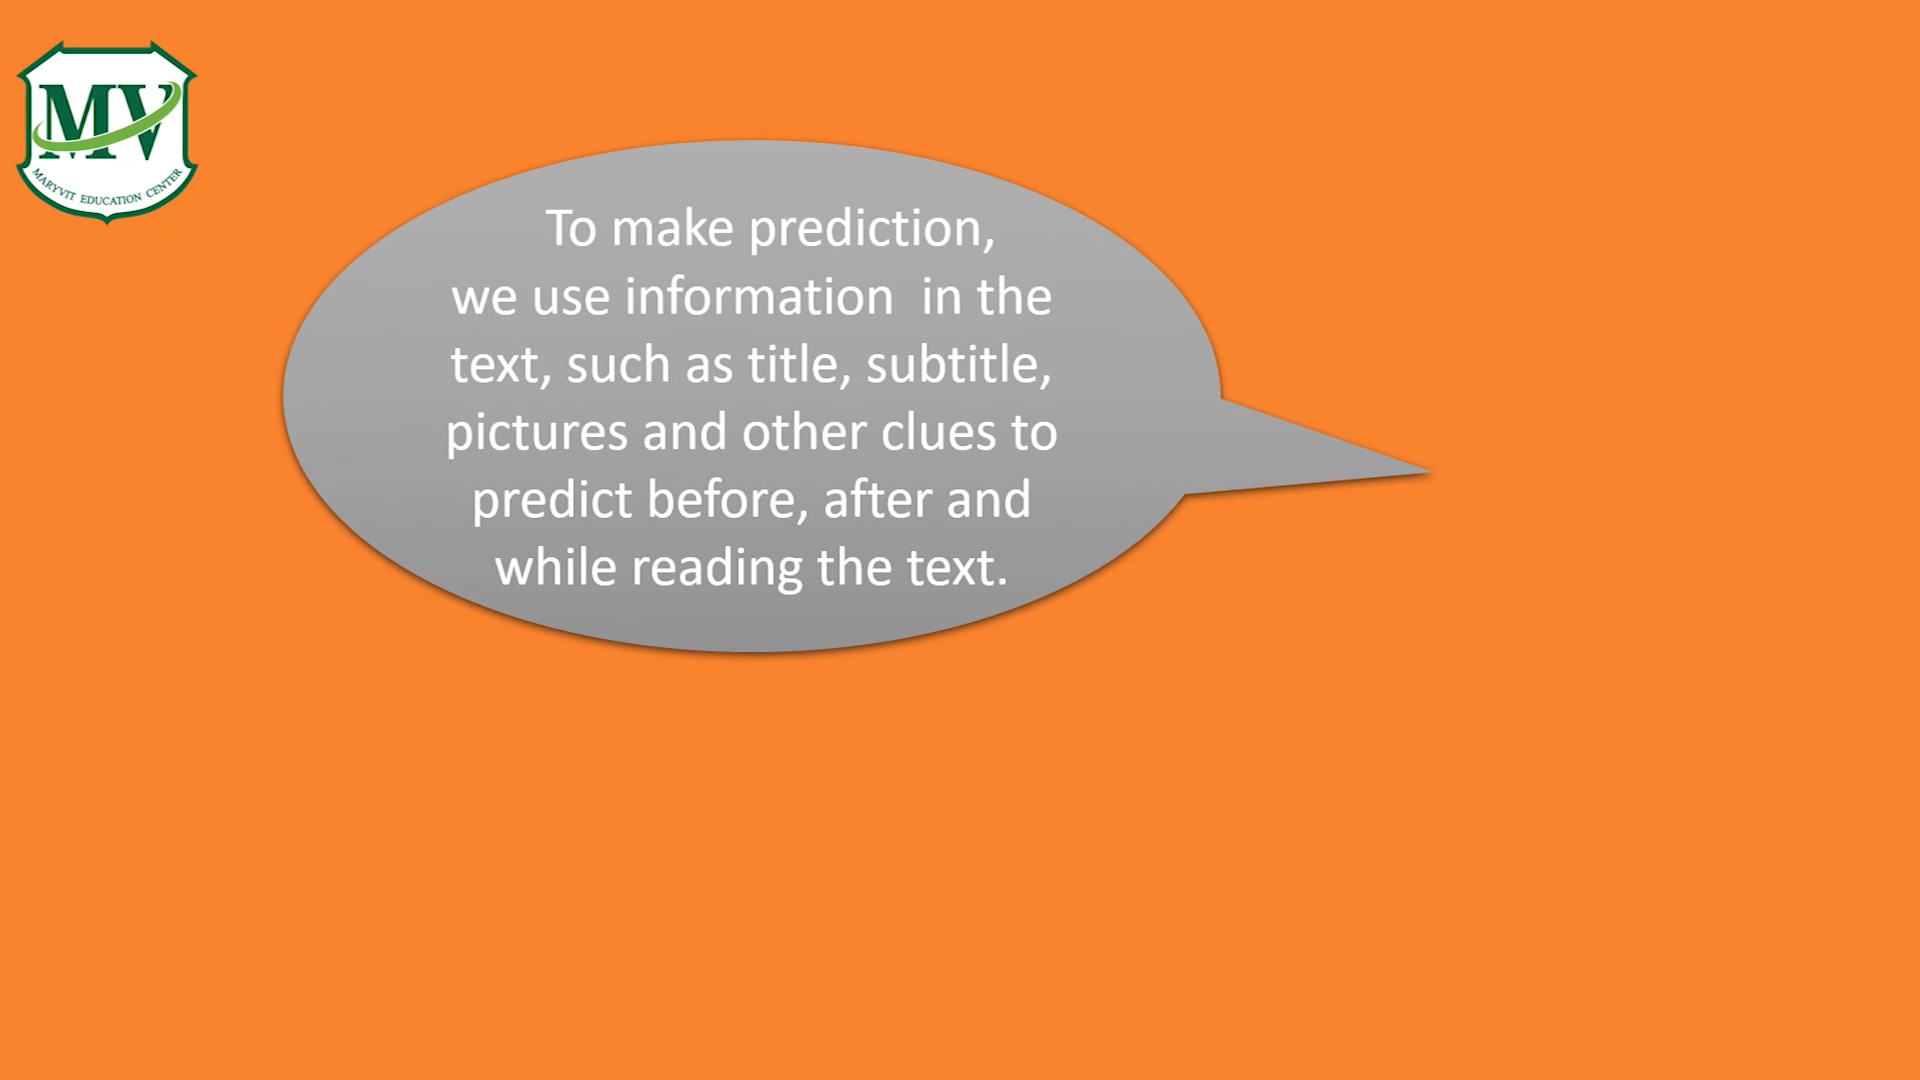 MV
MARYVIT EDUCATION CENTER
To make prediction,
we use information in the
text, such as title, subtitle,
pictures and other clues to
predict before, after and
while reading the text.